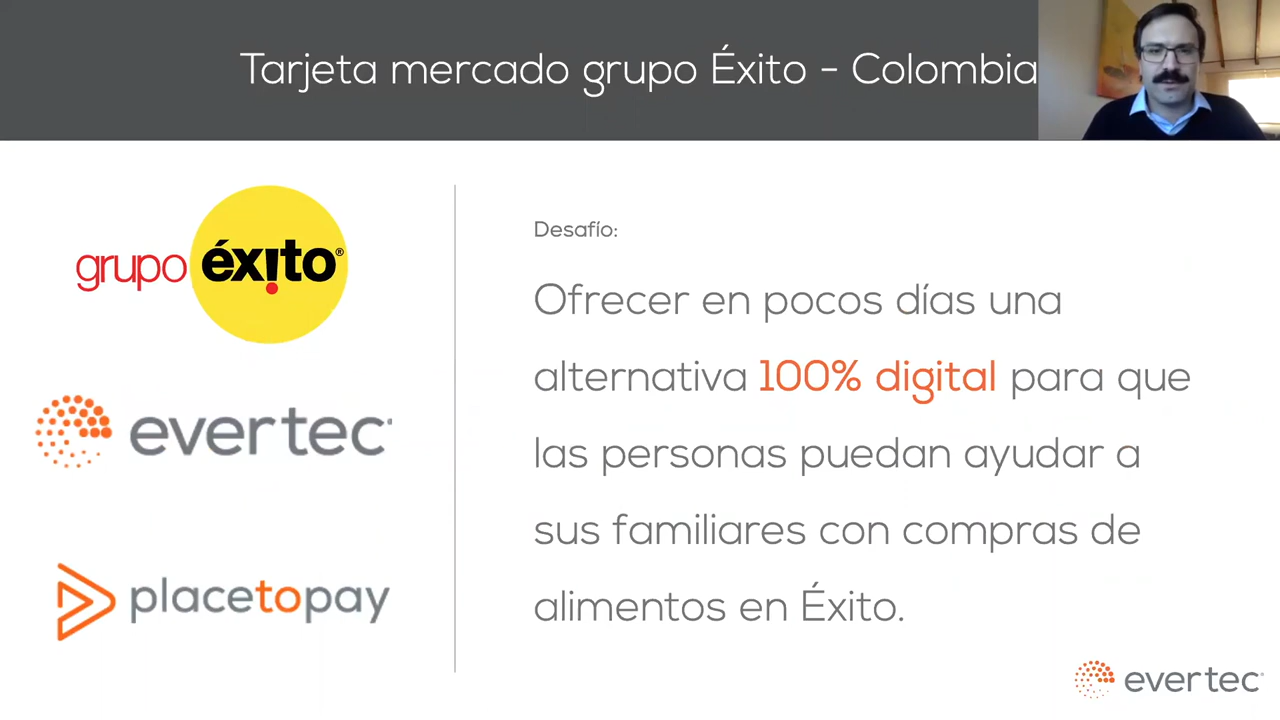 Tarjeta mercado grupo Éxito - Colombia
grupo éxito®
evertec
placetopay
Desafío:
Ofrecer en pocos días una
alternativa 100% digital para que
las personas puedan ayudar a
sus familiares con compras de
alimentos en Éxito.
evertec